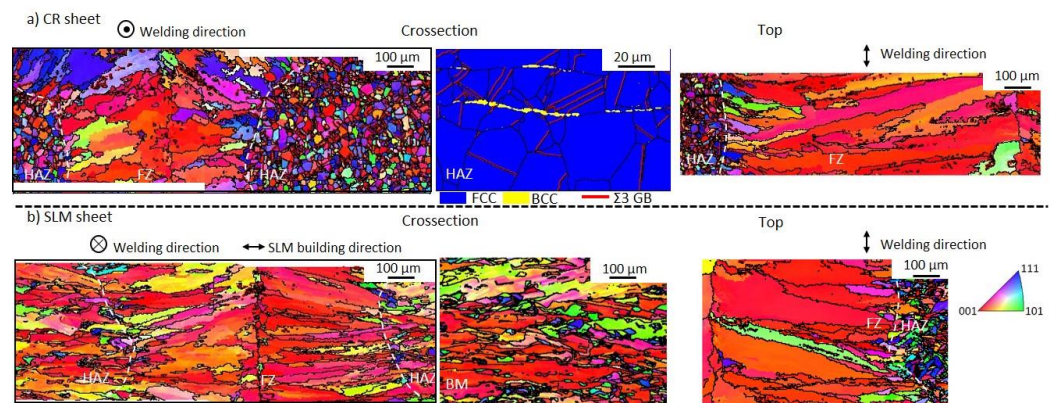 a) CR sheet
Welding direction
Crossection
Top
Welding direction
100 µm
20 µm
100 µm
HAZ
FZ
HAZ
HAZ
HAZ
FZ
FCC
BCC
Σ3 GB
b) SLM sheet
Crossection
Top
Welding direction
SLM building direction
Welding direction
100 µm
100 µm
100 µm
111
001
101
HAZ
FZ
HAZ
BM
FZ
HAZ